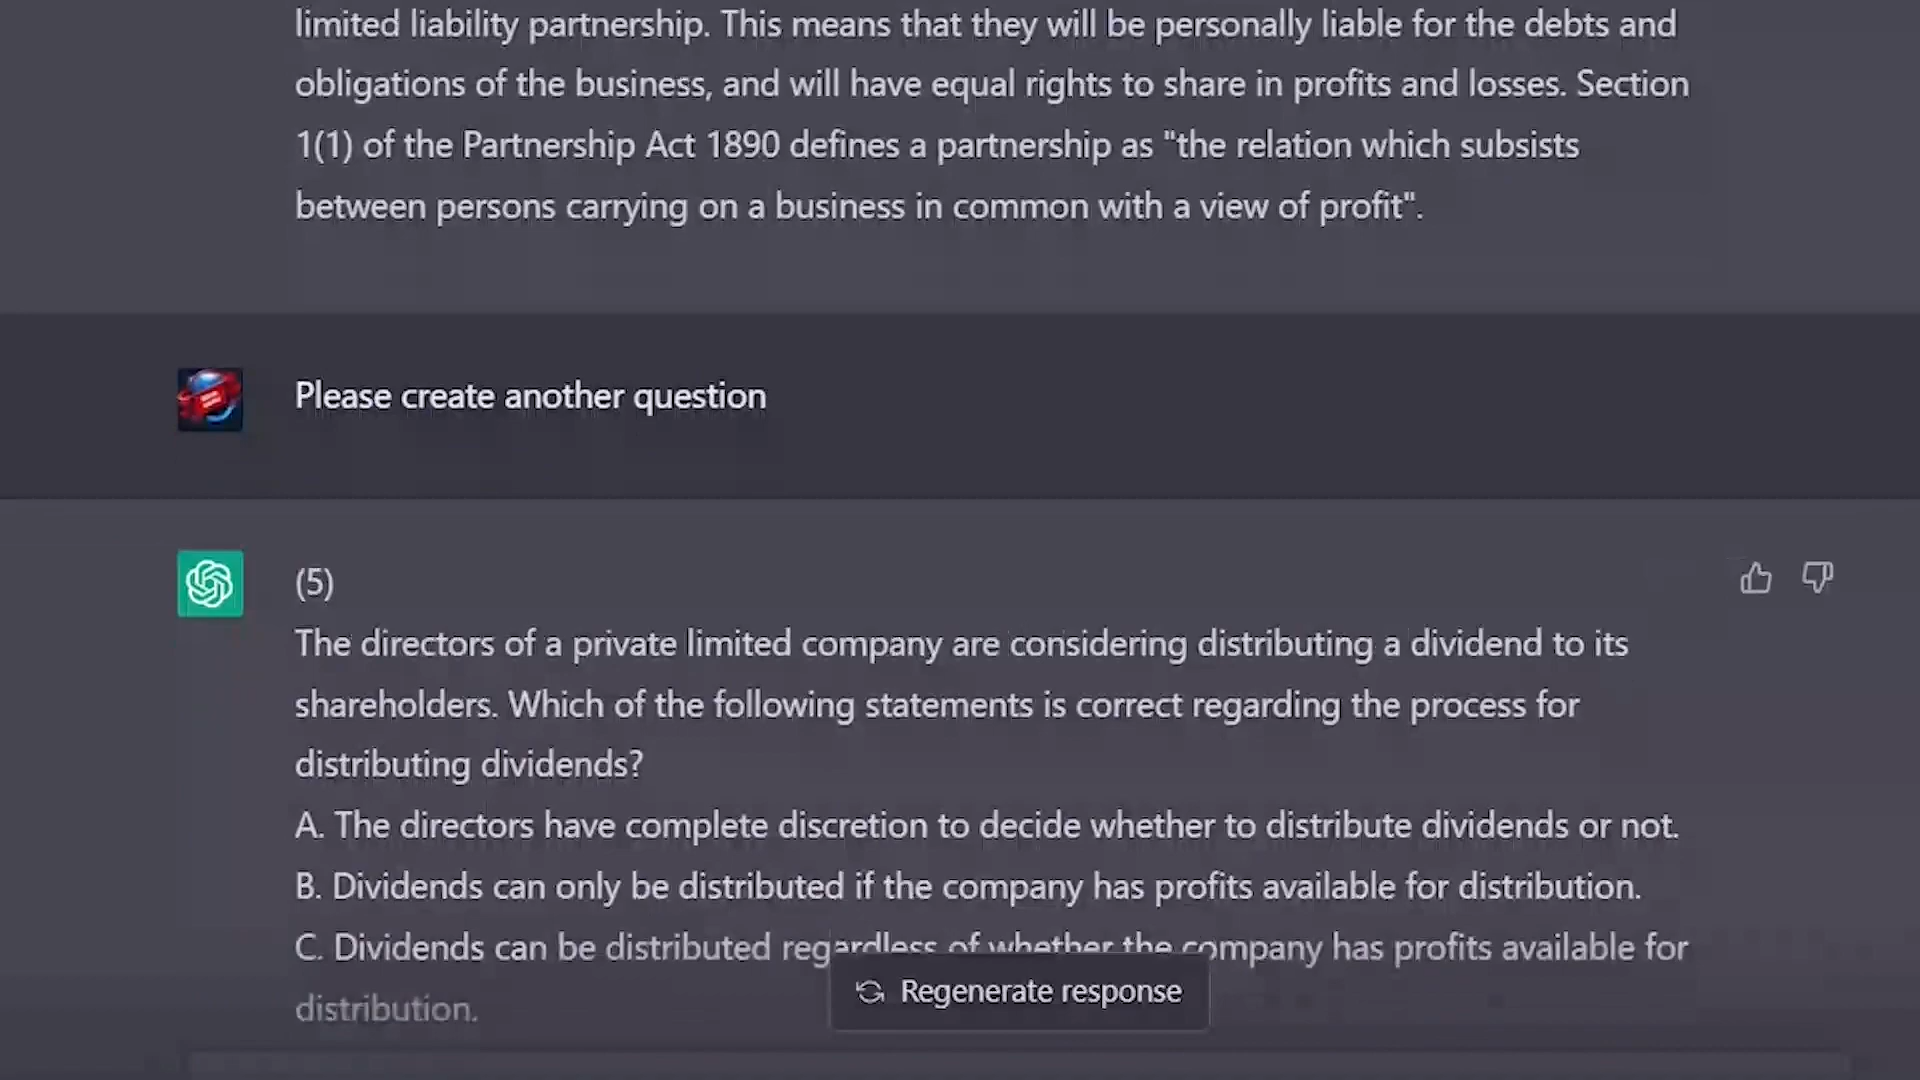 limited liability partnership. This means that they will be personally liable for the debts and
obligations of the business, and will have equal rights to share in profits and losses. Section
1(1) of the Partnership Act 1890 defines a partnership as "the relation which subsists
between persons carrying on a business in common with a view of profit".
Please create another question
(5)
The directors of a private limited company are considering distributing a dividend to its
shareholders. Which of the following statements is correct regarding the process for
distributing dividends?
A. The directors have complete discretion to decide whether to distribute dividends or not.
B. Dividends can only be distributed if the company has profits available for distribution.
C. Dividends can be distributed regardless of whether the company has profits available for
distribution.
Regenerate response